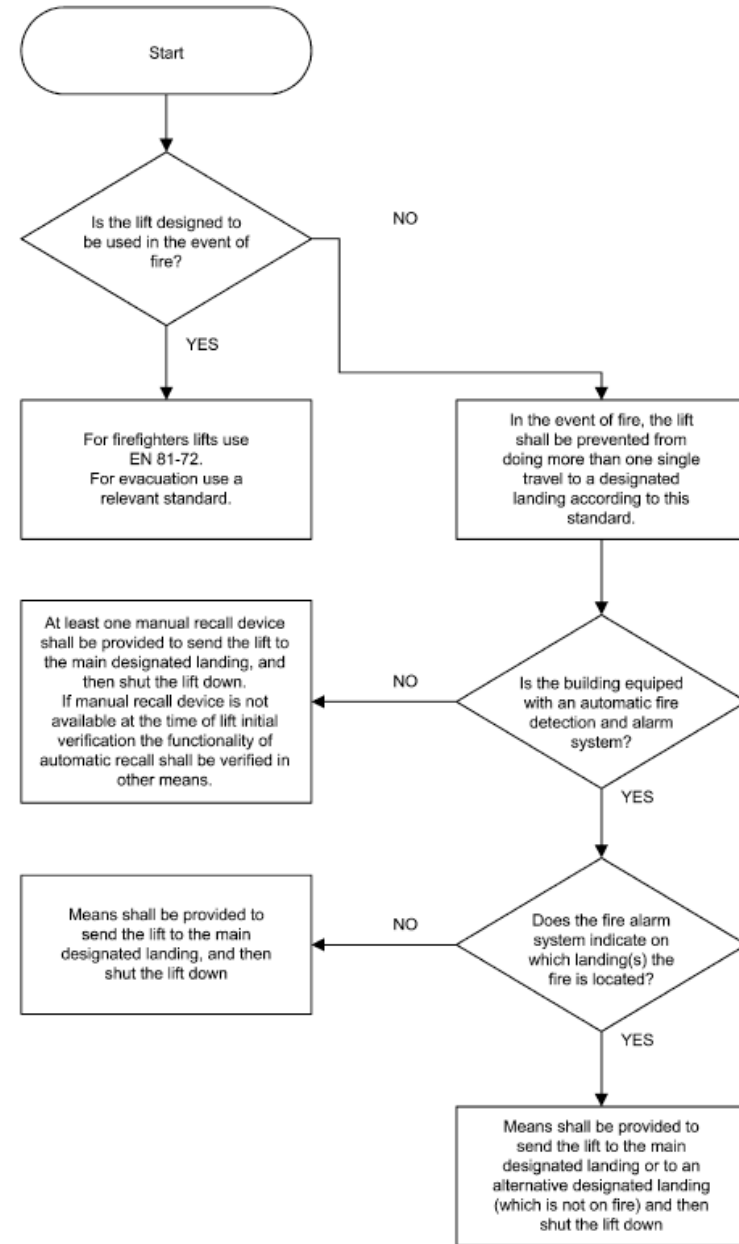 Start
Is the lift designed to
be used in the event of
fire?
NO
YES
For firefighters lifts use
EN 81-72.
For evacuation use a
relevant standard.
In the event of fire, the lift
shall be prevented from
doing more than one single
travel to a designated
landing according to this
standard.
At least one manual recall device
shall be provided to send the lift to
the main designated landing, and
then shut the lift down.
If manual recall device is not
available at the time of lift initial
verification the functionality of
automatic recall shall be verified in
other means.
NO
Is the building equiped
with an automatic fire
detection and alarm
system?
YES
Means shall be provided to
send the lift to the main
designated landing, and then
shut the lift down
NO
Does the fire alarm
system indicate on
which landing(s) the
fire is located?
YES
Means shall be provided to
send the lift to the main
designated landing or to an
alternative designated landing
(which is not on fire) and then
shut the lift down